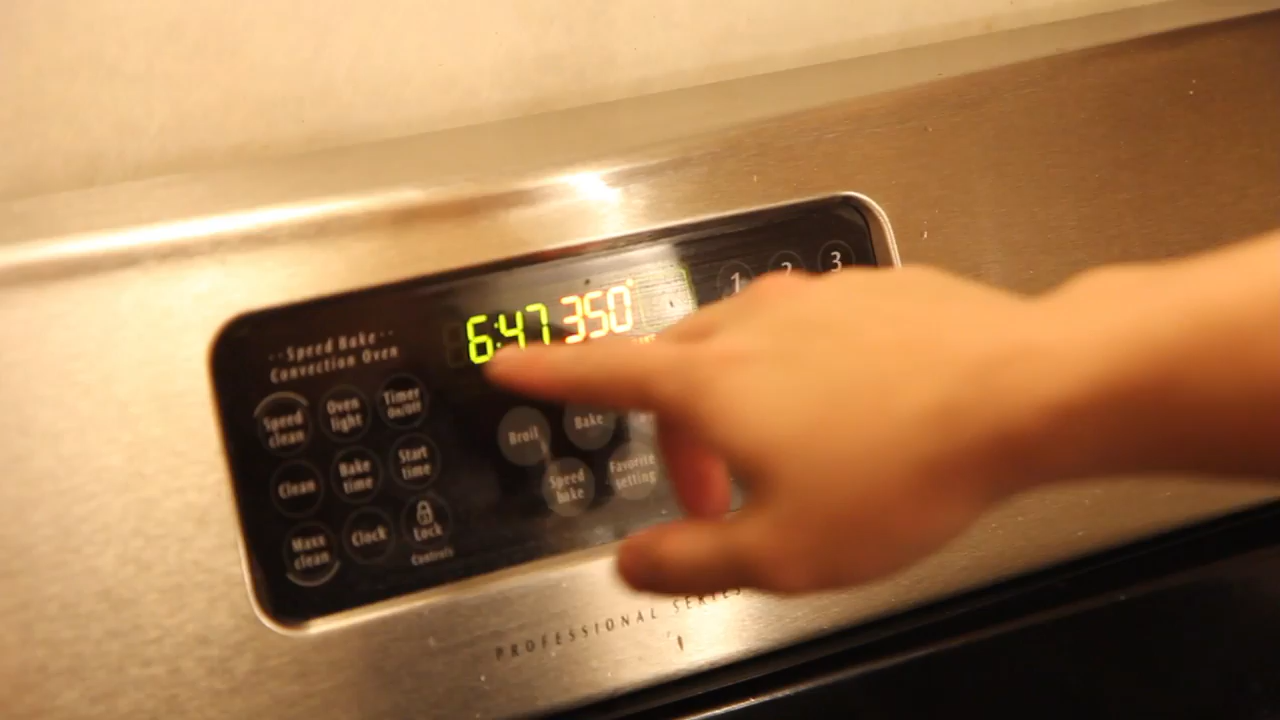 Speed Bake
Convection Oven
6:47 350°
1 2 3
Speed
clean
Oven
light
Timer
On/Off
Clean
Bake
time
Start
time
Maxx
clean
Clock
Lock
Controls
Broil
Bake
Speed
bake
Favorite
setting
PROFESSIONAL SERIES